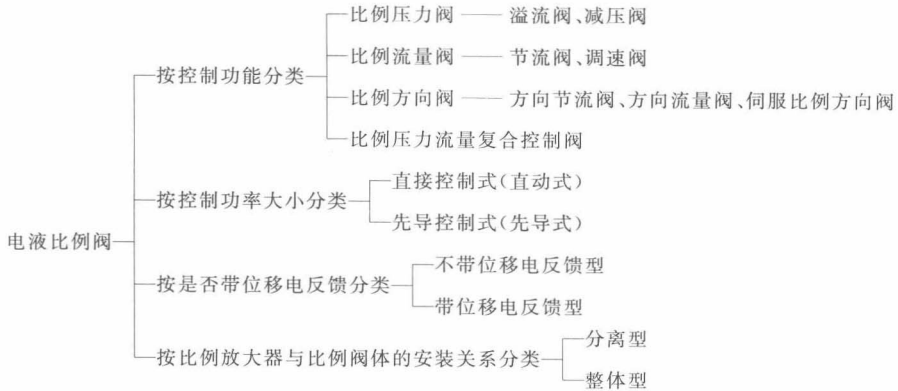 比例压力阀 —— 溢流阀、减压阀
比例流量阀 —— 节流阀、调速阀
按控制功能分类
比例方向阀 —— 方向节流阀、方向流量阀、伺服比例方向阀
比例压力流量复合控制阀
直接控制式(直动式)
按控制功率大小分类
先导控制式(先导式)
电液比例阀
不带位移电反馈型
按是否带位移电反馈分类
带位移电反馈型
分离型
按比例放大器与比例阀体的安装关系分类
整体型